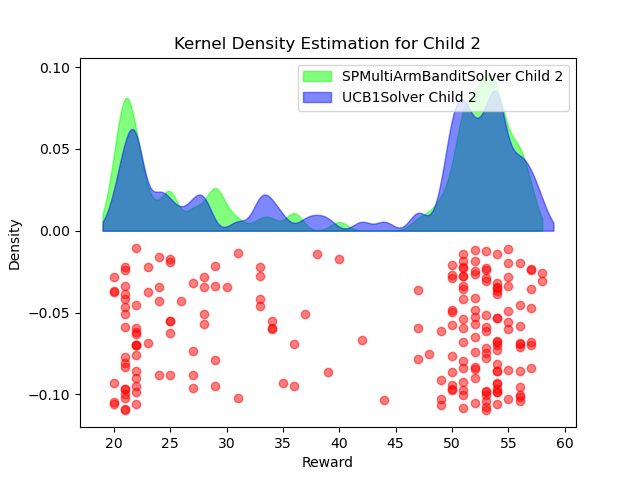 Kernel Density Estimation for Child 2
SPMultiArmBanditSolver Child 2
UCB1Solver Child 2
0.10
0.05
0.00
−0.05
−0.10
Density
20 25 30 35 40 45 50 55 60
Reward